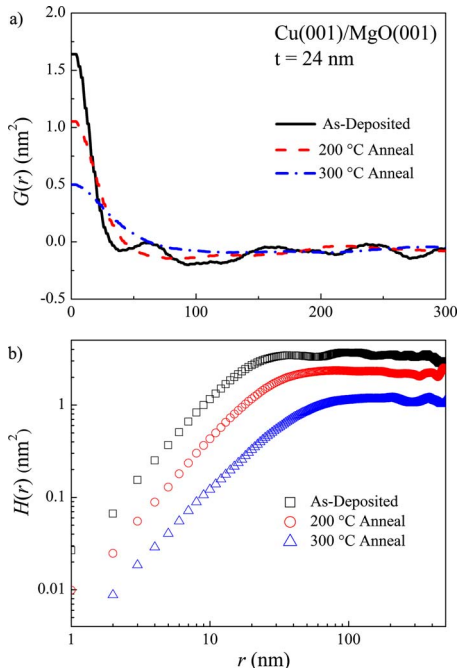 a)
Cu(001)/MgO(001)
t = 24 nm
As-Deposited
200 °C Anneal
300 °C Anneal
G(r) (nm²)
2.0
1.5
1.0
0.5
0.0
-0.5
0
100
200
300
b)
H(r) (nm²)
1
0.1
0.01
As-Deposited
200 °C Anneal
300 °C Anneal
1
10
100
r (nm)